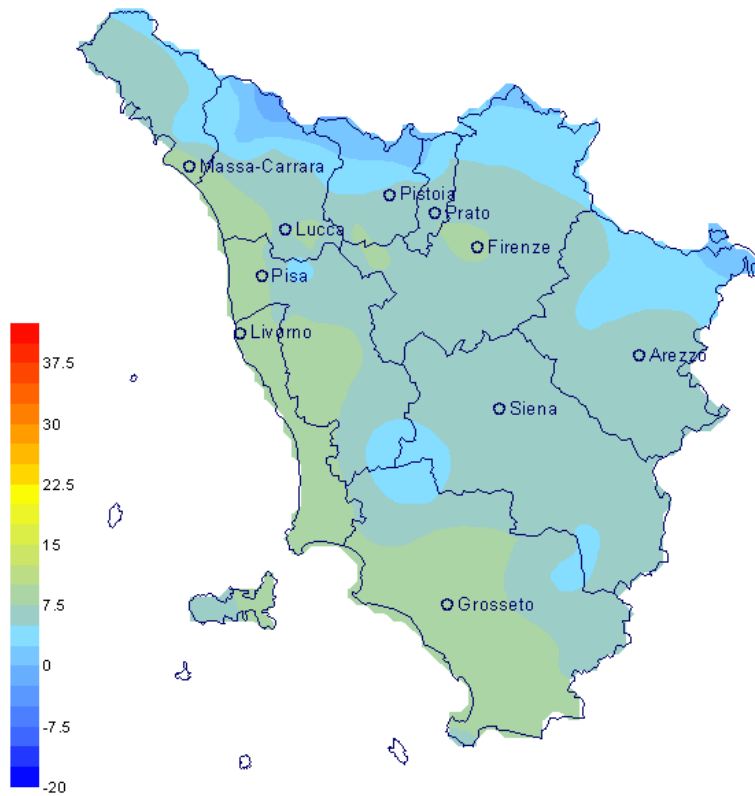 Massa-Carrara
Pistoia
Prato
Lucca
Firenze
Pisa
Livorno
Arezzo
Siena
Grosseto
37.5
30
22.5
15
7.5
0
-7.5
-20